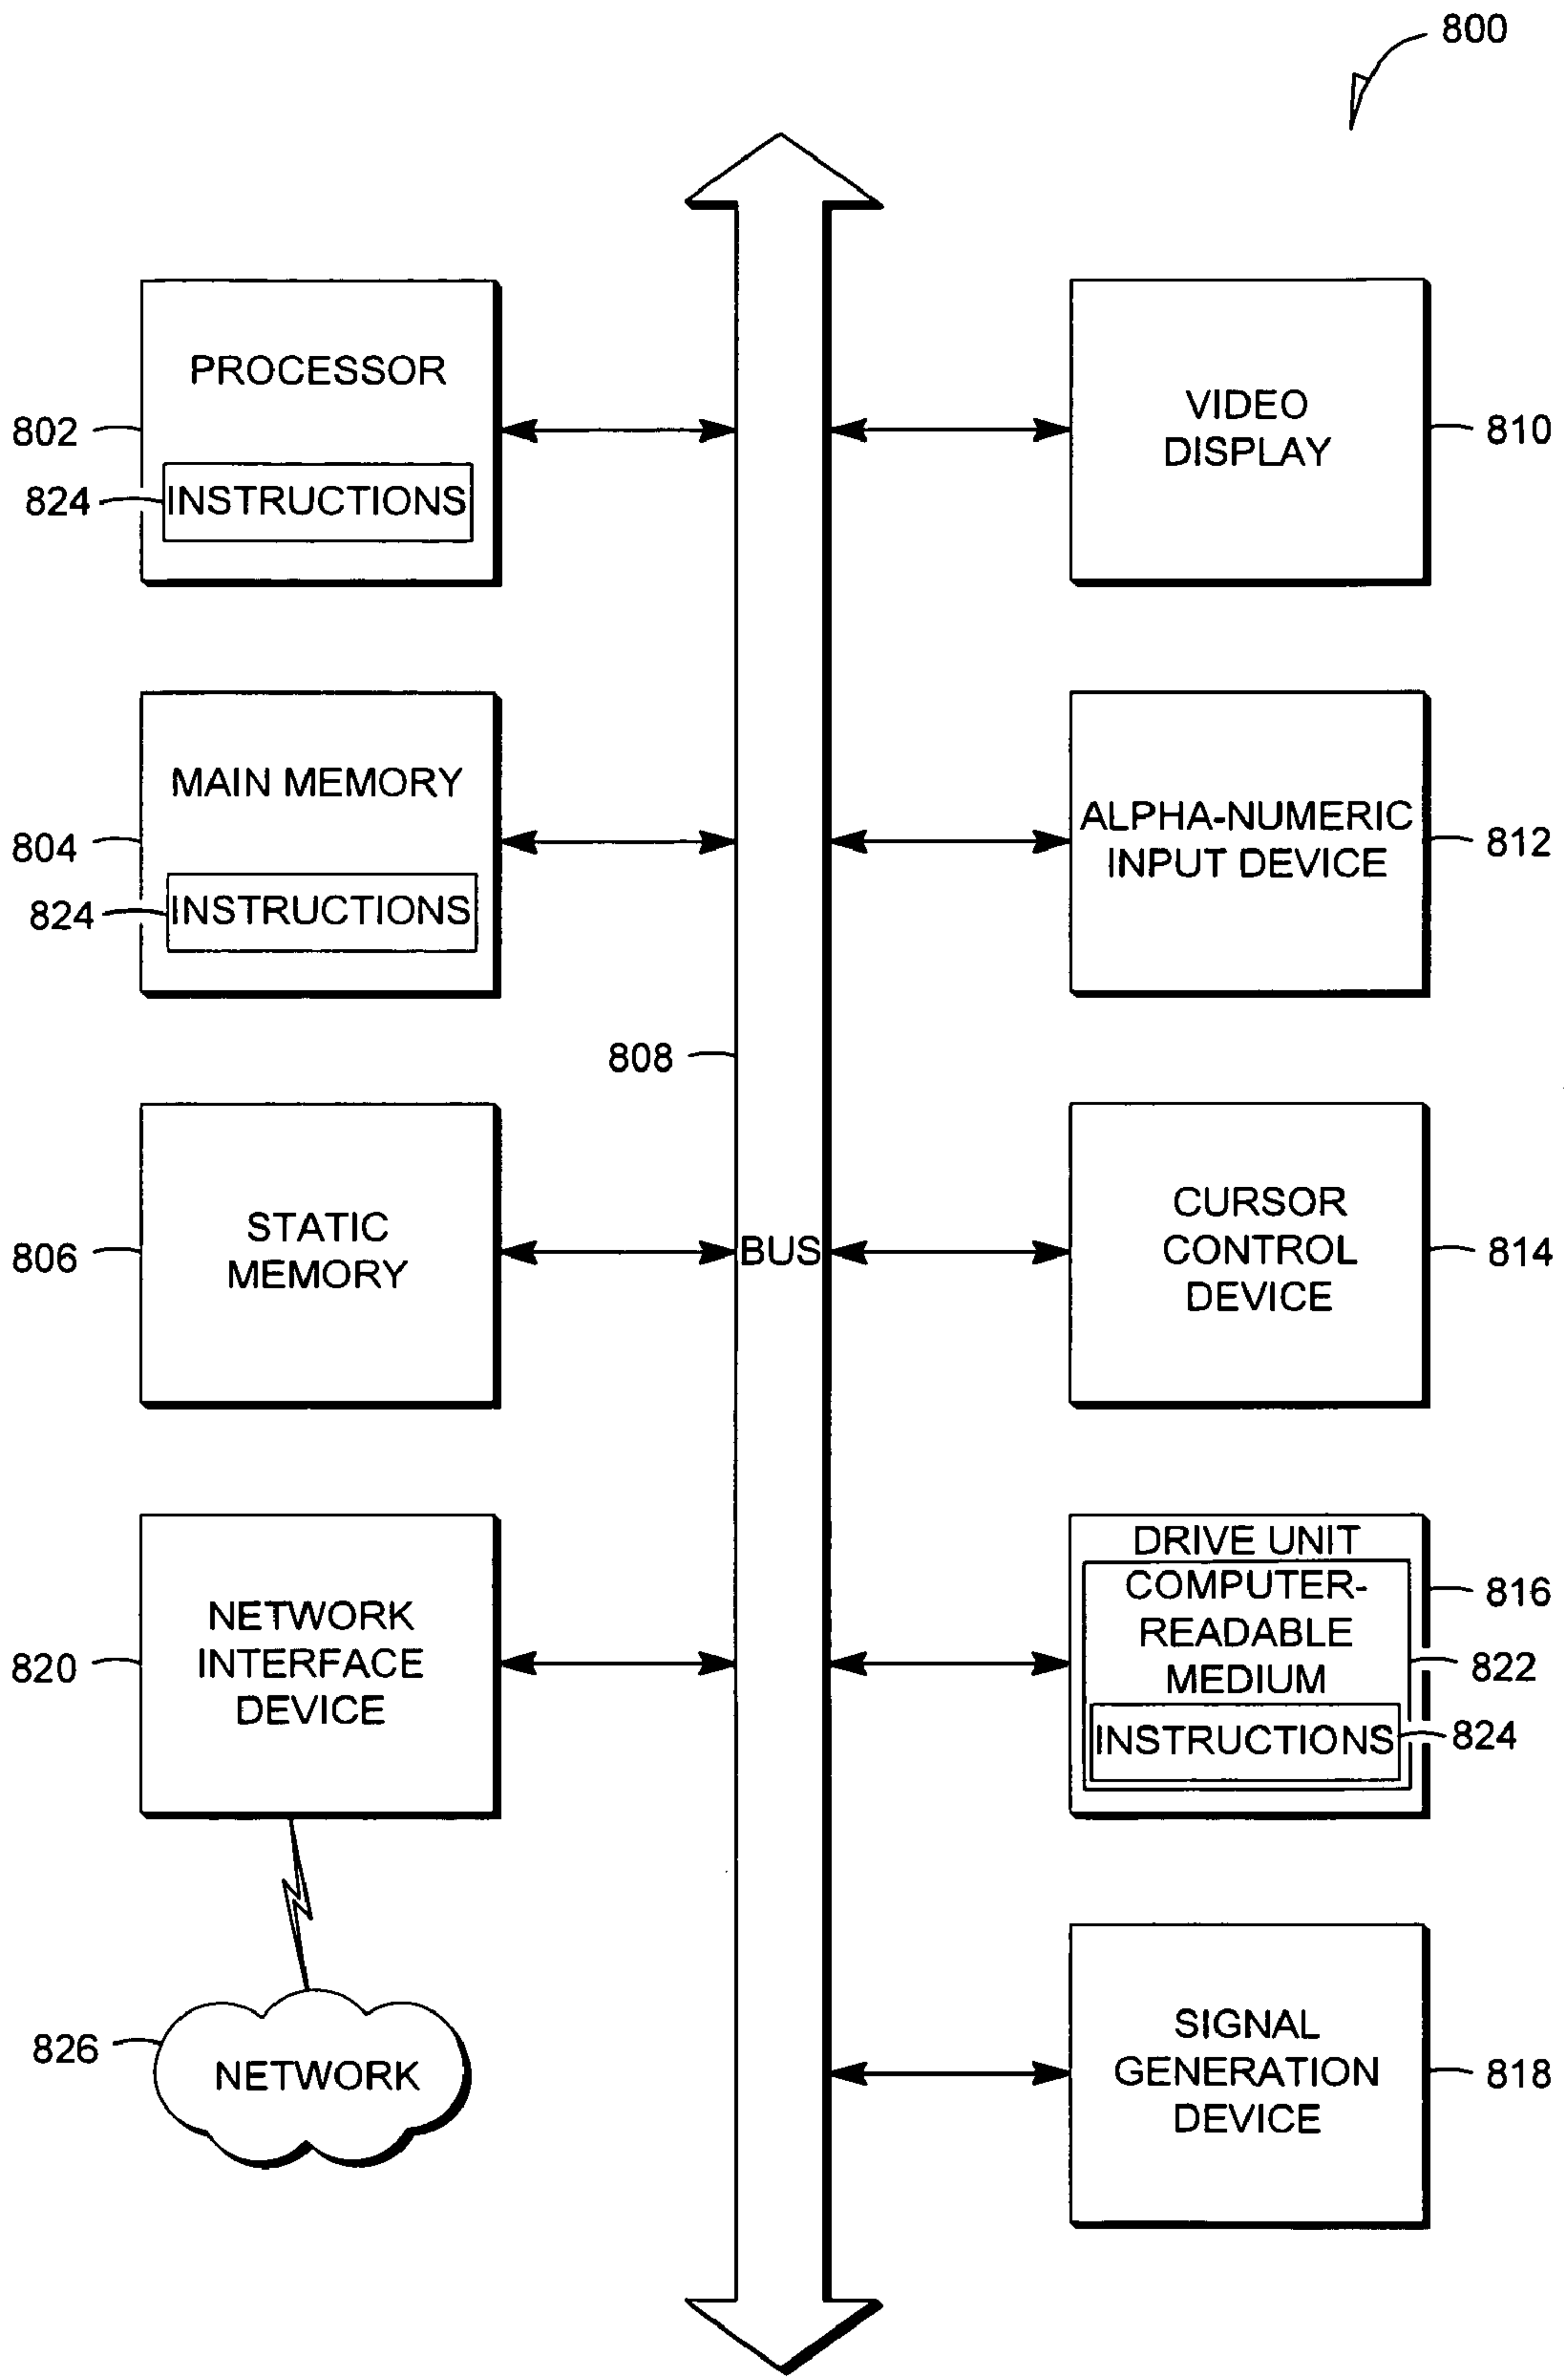 800
PROCESSOR
802
824
INSTRUCTIONS
VIDEO
DISPLAY
810
MAIN MEMORY
804
824
INSTRUCTIONS
ALPHA-NUMERIC
INPUT DEVICE
812
808
STATIC
MEMORY
806
BUS
CURSOR
CONTROL
DEVICE
814
NETWORK
INTERFACE
DEVICE
820
DRIVE UNIT
816
COMPUTER-
READABLE
MEDIUM
822
INSTRUCTIONS
824
826
NETWORK
SIGNAL
GENERATION
DEVICE
818